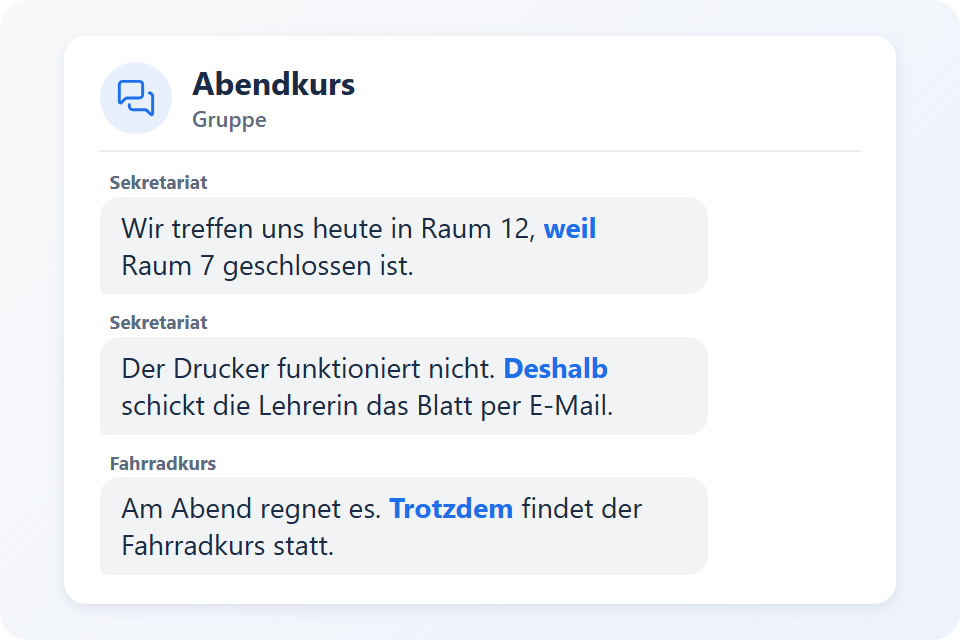 Abendkurs
Gruppe
Sekretariat
Wir treffen uns heute in Raum 12, weil
Raum 7 geschlossen ist.
Sekretariat
Der Drucker funktioniert nicht. Deshalb
schickt die Lehrerin das Blatt per E-Mail.
Fahrradkurs
Am Abend regnet es. Trotzdem findet der
Fahrradkurs statt.